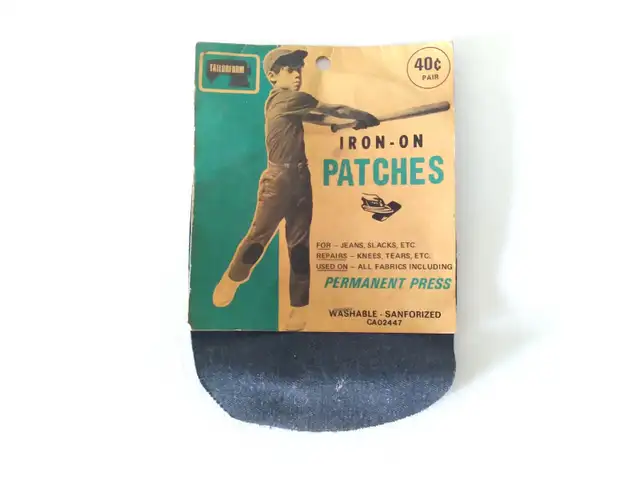 TAILORFORM
40¢
PAIR
IRON-ON
PATCHES
FOR – JEANS, SLACKS, ETC.
REPAIRS – KNEES, TEARS, ETC.
USED ON – ALL FABRICS INCLUDING
PERMANENT PRESS
WASHABLE - SANFORIZED
CA02447